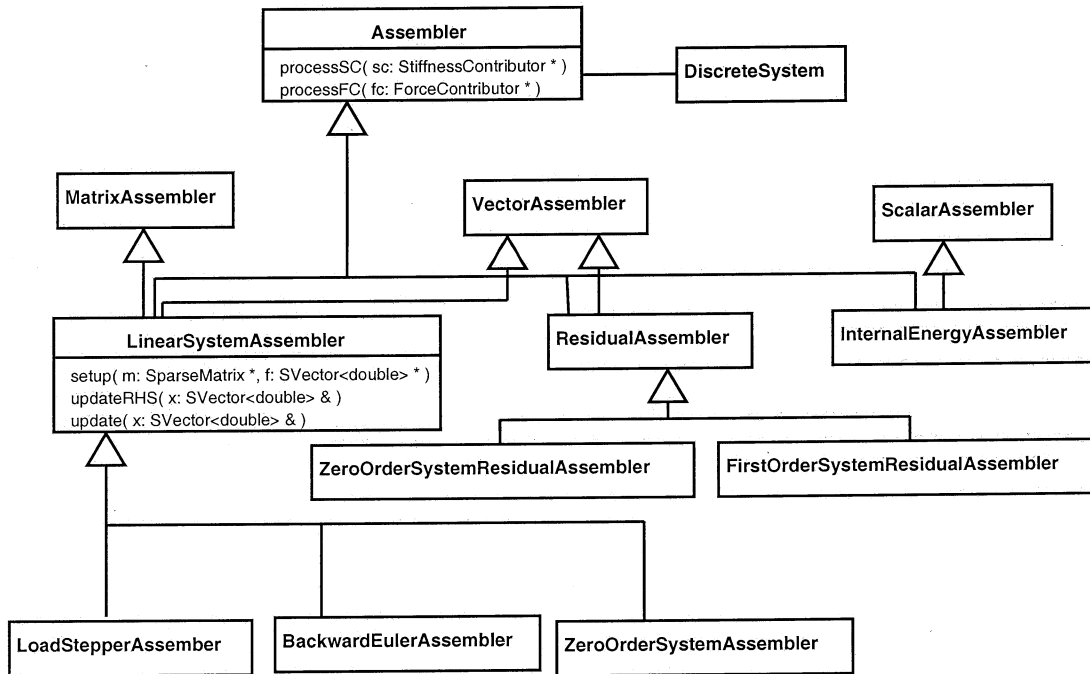 Assembler
processSC( sc: StiffnessContributor * )
processFC( fc: ForceContributor * )
DiscreteSystem
MatrixAssembler
VectorAssembler
ScalarAssembler
LinearSystemAssembler
setup( m: SparseMatrix *, f: SVector<double> * )
updateRHS( x: SVector<double> & )
update( x: SVector<double> & )
ResidualAssembler
InternalEnergyAssembler
ZeroOrderSystemResidualAssembler
FirstOrderSystemResidualAssembler
LoadStepperAssember
BackwardEulerAssembler
ZeroOrderSystemAssembler